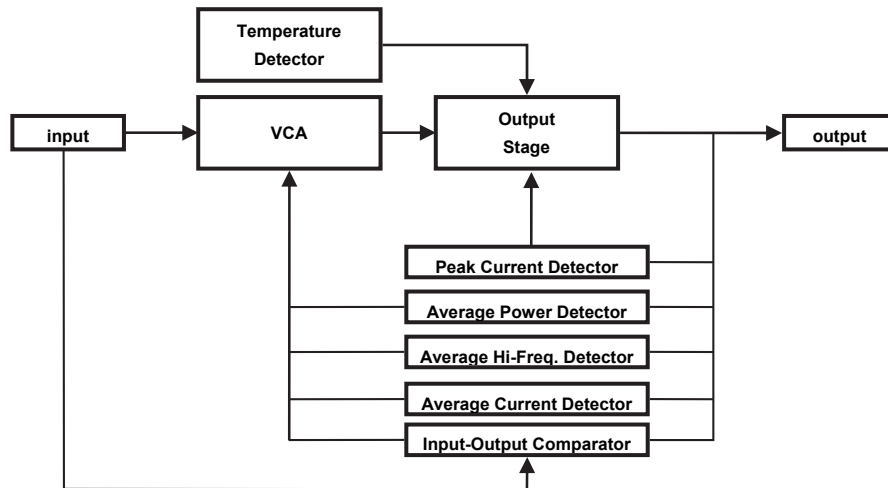 Temperature
Detector
input
VCA
Output
Stage
output
Peak Current Detector
Average Power Detector
Average Hi-Freq. Detector
Average Current Detector
Input-Output Comparator